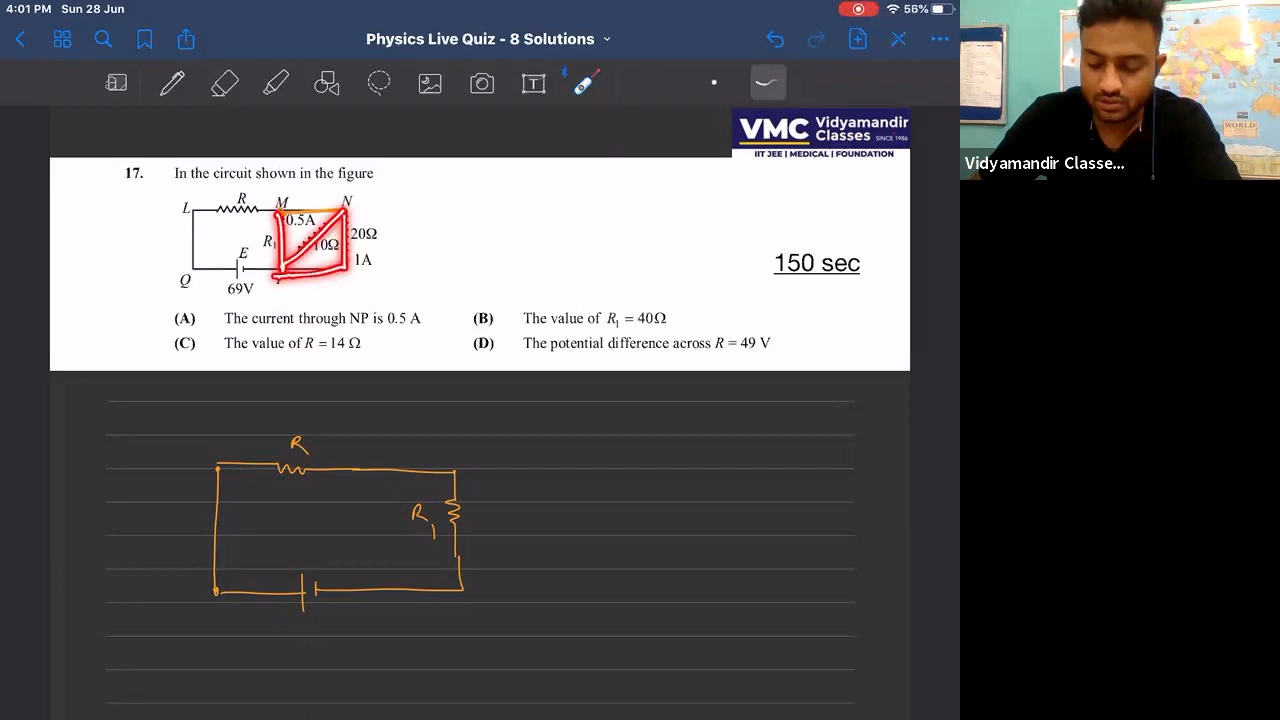 4:01 PM Sun 28 Jun
56%
Physics Live Quiz - 8 Solutions
VMC Vidyamandir Classes SINCE 1986
IIT JEE | MEDICAL | FOUNDATION
Vidyamandir Classe...
WORLD
17. In the circuit shown in the figure
L R M N
0.5A
R₁ 10Ω 20Ω
E 1A
Q
69V
150 sec
(A) The current through NP is 0.5 A (B) The value of R₁ = 40Ω
(C) The value of R = 14 Ω (D) The potential difference across R = 49 V
R
R₁